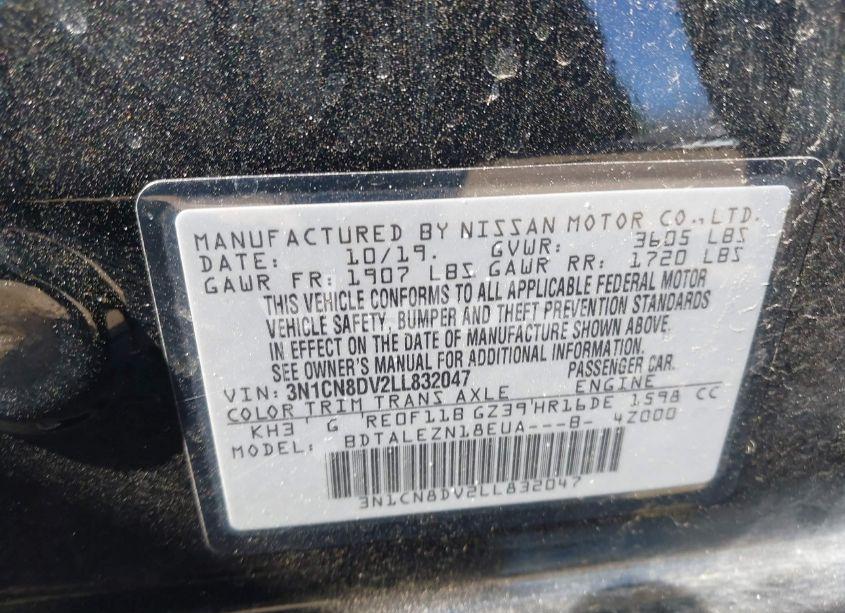 MANUFACTURED BY NISSAN MOTOR CO.,LTD.
DATE: 10/19. GVWR: 3605 LBS
GAWR FR: 1907 LBS GAWR RR: 1720 LBS
THIS VEHICLE CONFORMS TO ALL APPLICABLE FEDERAL MOTOR
VEHICLE SAFETY, BUMPER AND THEFT PREVENTION STANDARDS
IN EFFECT ON THE DATE OF MANUFACTURE SHOWN ABOVE.
SEE OWNER'S MANUAL FOR ADDITIONAL INFORMATION.
VIN: 3N1CN8DV2LL832047 PASSENGER CAR.
COLOR TRIM TRANS AXLE ENGINE
KH3 G RE0F11B GZ39 HR16DE 1598 CC
MODEL: BDTALEZN18EUA---B- 4Z000
3N1CN8DV2LL832047